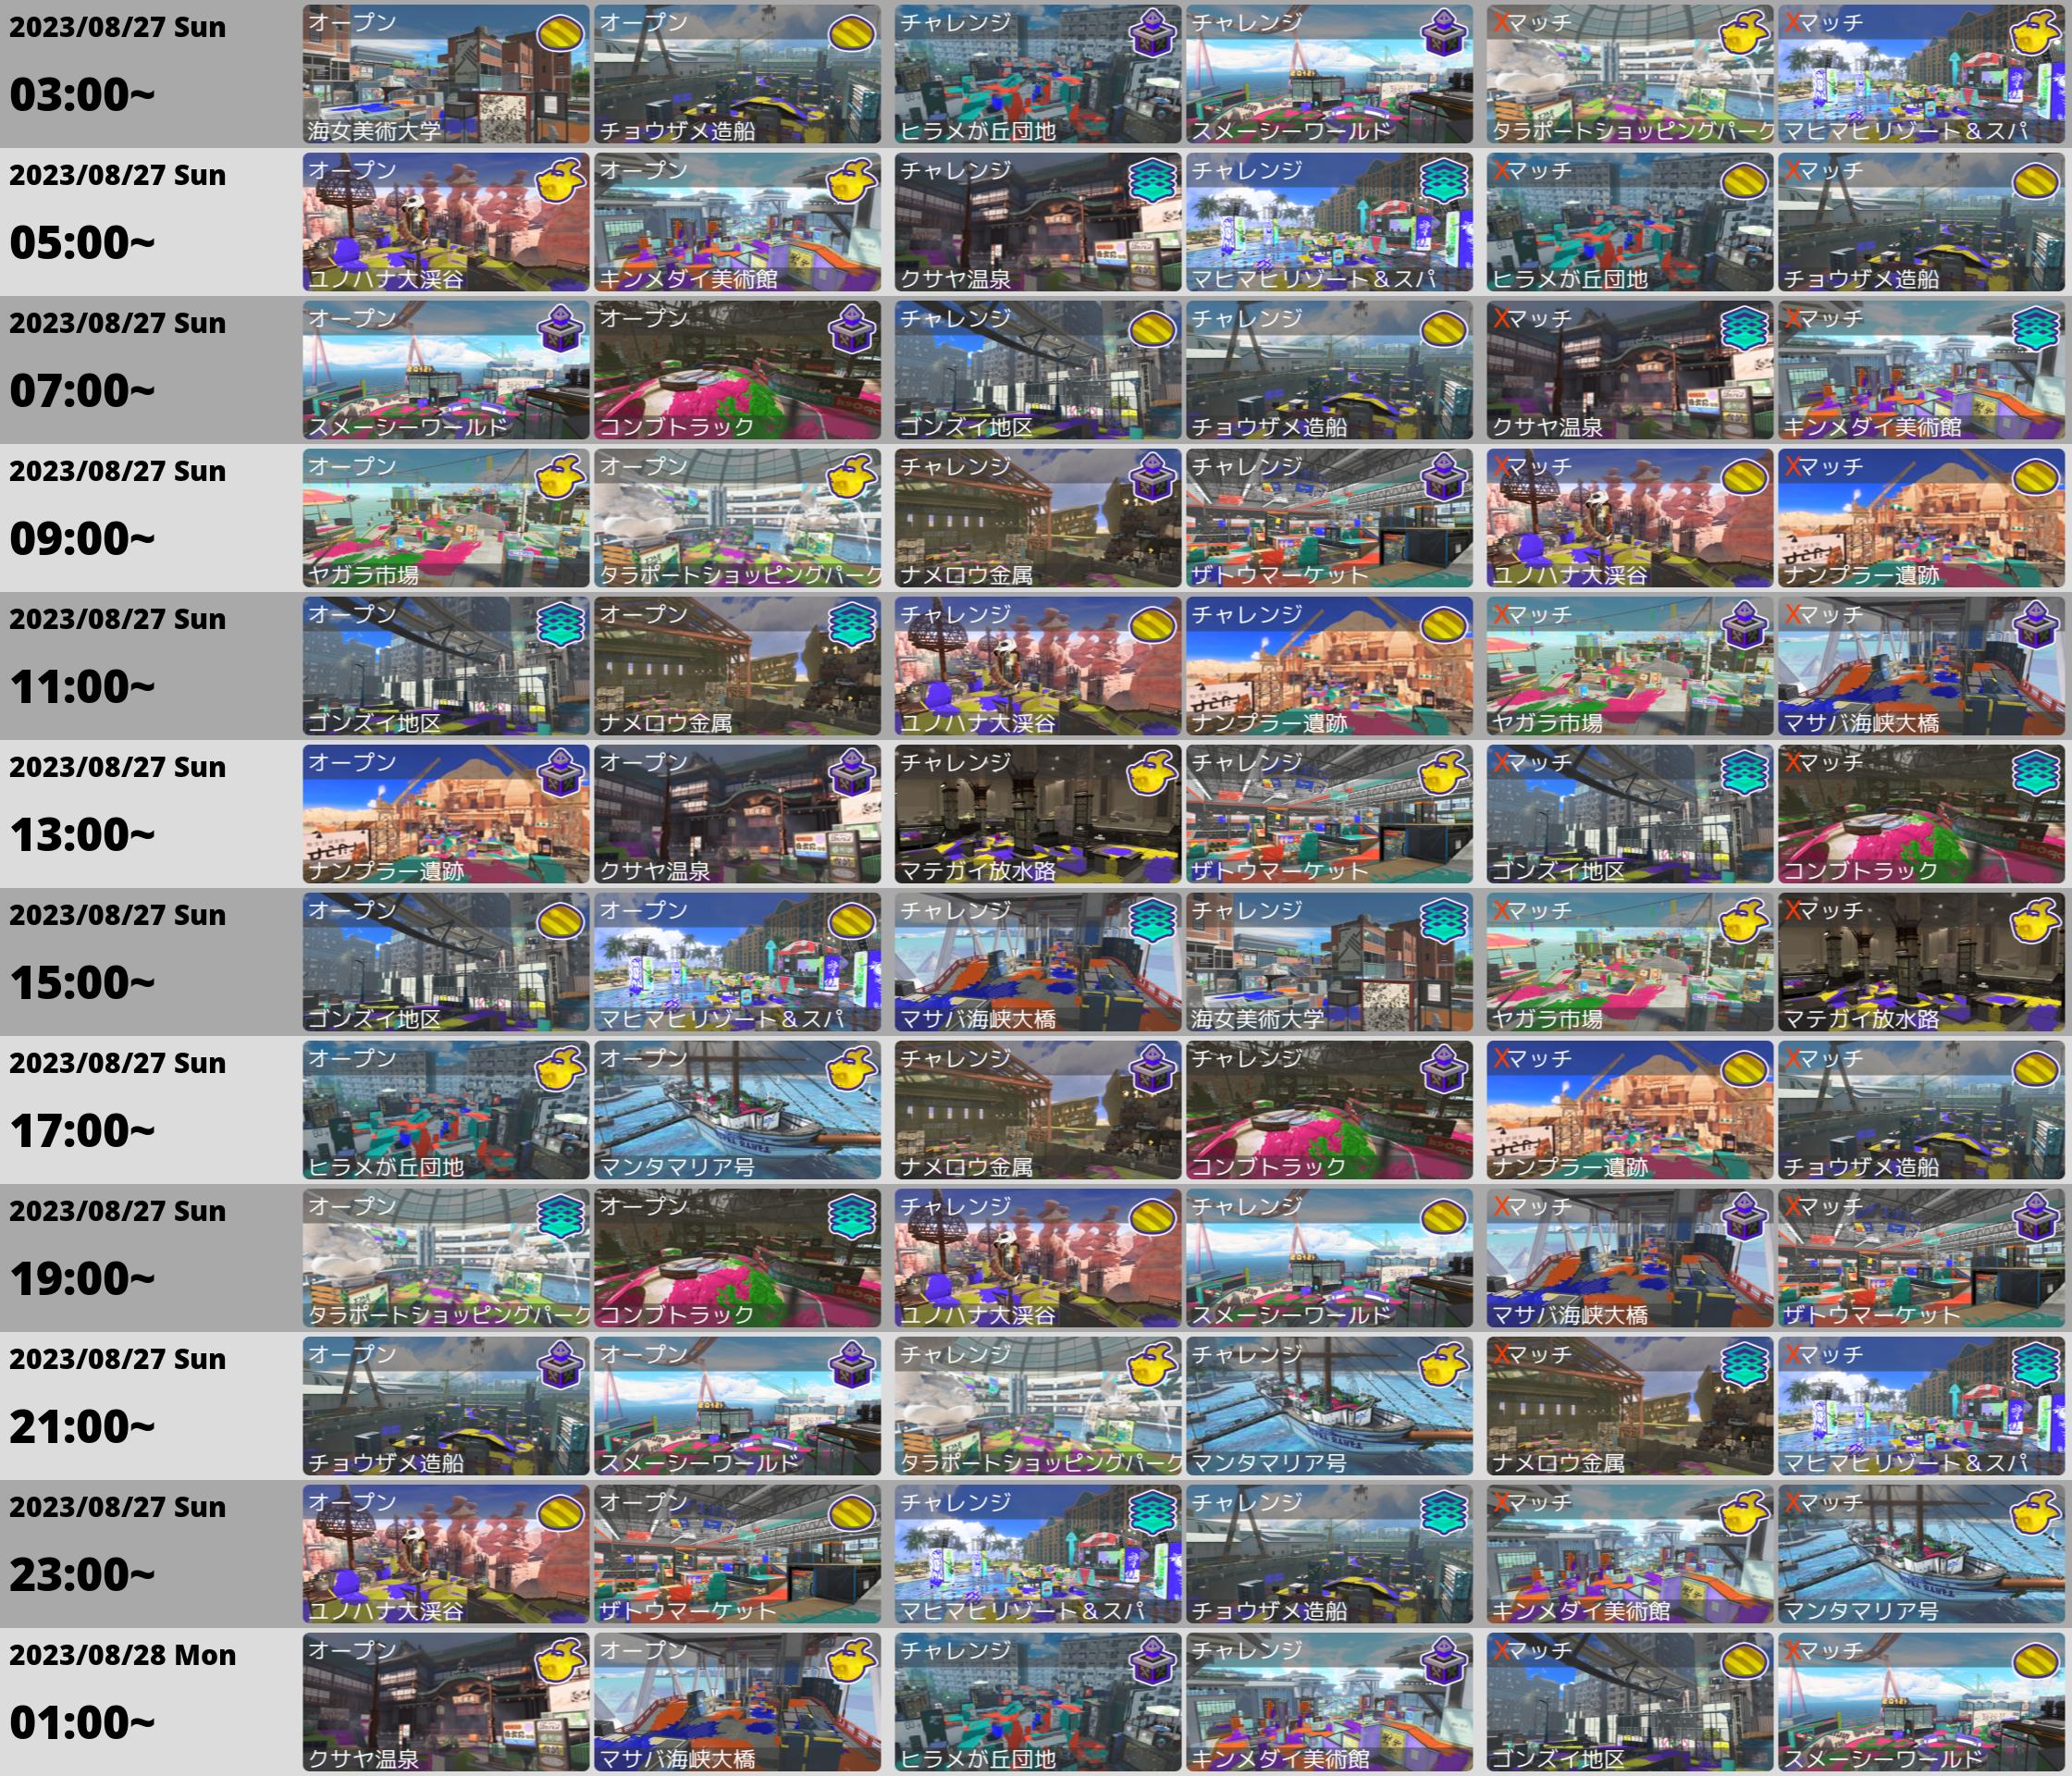 2023/08/27 Sun
03:00~
オープン オープン チャレンジ チャレンジ Xマッチ Xマッチ
海女美術大学 チョウザメ造船 ヒラメが丘団地 スメーシーワールド タラポートショッピングパーク マヒマヒリゾート＆スパ
2023/08/27 Sun
05:00~
オープン オープン チャレンジ チャレンジ Xマッチ Xマッチ
ユノハナ大渓谷 キンメダイ美術館 クサヤ温泉 マヒマヒリゾート＆スパ ヒラメが丘団地 チョウザメ造船
2023/08/27 Sun
07:00~
オープン オープン チャレンジ チャレンジ Xマッチ Xマッチ
スメーシーワールド コンブトラック ゴンズイ地区 チョウザメ造船 クサヤ温泉 キンメダイ美術館
2023/08/27 Sun
09:00~
オープン オープン チャレンジ チャレンジ Xマッチ Xマッチ
ヤガラ市場 タラポートショッピングパーク ナメロウ金属 ザトウマーケット ユノハナ大渓谷 ナンプラー遺跡
2023/08/27 Sun
11:00~
オープン オープン チャレンジ チャレンジ Xマッチ Xマッチ
ゴンズイ地区 ナメロウ金属 ユノハナ大渓谷 ナンプラー遺跡 ヤガラ市場 マサバ海峡大橋
2023/08/27 Sun
13:00~
オープン オープン チャレンジ チャレンジ Xマッチ Xマッチ
ナンプラー遺跡 クサヤ温泉 マテガイ放水路 ザトウマーケット ゴンズイ地区 コンブトラック
2023/08/27 Sun
15:00~
オープン オープン チャレンジ チャレンジ Xマッチ Xマッチ
ゴンズイ地区 マヒマヒリゾート＆スパ マサバ海峡大橋 海女美術大学 ヤガラ市場 マテガイ放水路
2023/08/27 Sun
17:00~
オープン オープン チャレンジ チャレンジ Xマッチ Xマッチ
ヒラメが丘団地 マンタマリア号 ナメロウ金属 コンブトラック ナンプラー遺跡 チョウザメ造船
2023/08/27 Sun
19:00~
オープン オープン チャレンジ チャレンジ Xマッチ Xマッチ
タラポートショッピングパーク コンブトラック ユノハナ大渓谷 スメーシーワールド マサバ海峡大橋 ザトウマーケット
2023/08/27 Sun
21:00~
オープン オープン チャレンジ チャレンジ Xマッチ Xマッチ
チョウザメ造船 スメーシーワールド タラポートショッピングパーク マンタマリア号 ナメロウ金属 マヒマヒリゾート＆スパ
2023/08/27 Sun
23:00~
オープン オープン チャレンジ チャレンジ Xマッチ Xマッチ
ユノハナ大渓谷 ザトウマーケット マヒマヒリゾート＆スパ チョウザメ造船 キンメダイ美術館 マンタマリア号
2023/08/28 Mon
01:00~
オープン オープン チャレンジ チャレンジ Xマッチ Xマッチ
クサヤ温泉 マサバ海峡大橋 ヒラメが丘団地 キンメダイ美術館 ゴンズイ地区 スメーシーワールド